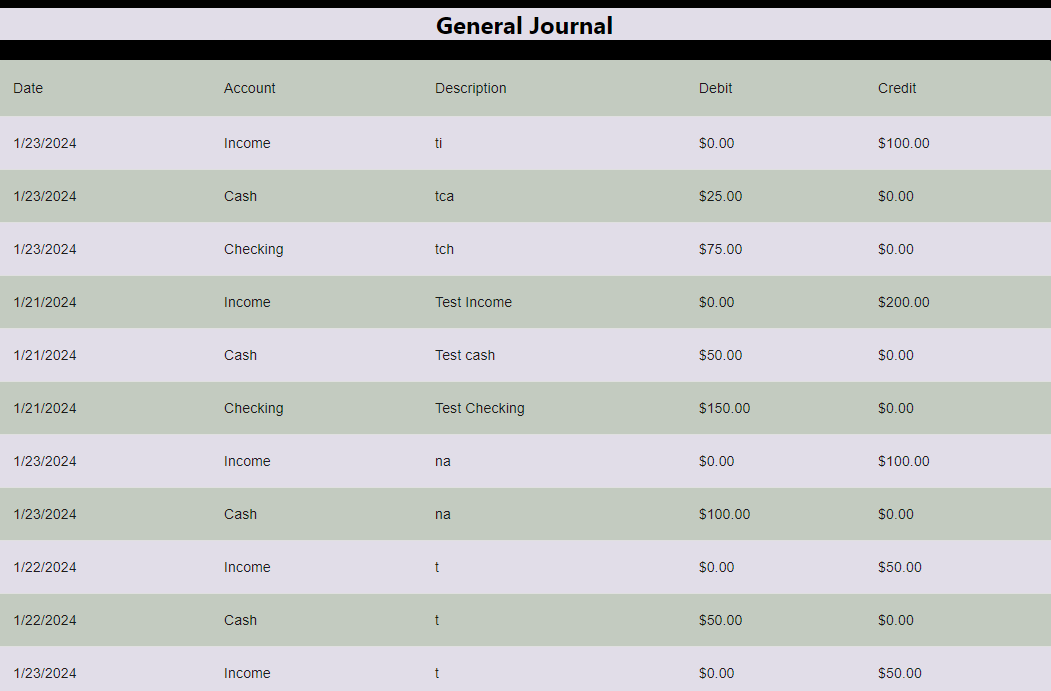 General Journal
Date Account Description Debit Credit
1/23/2024 Income ti $0.00 $100.00
1/23/2024 Cash tca $25.00 $0.00
1/23/2024 Checking tch $75.00 $0.00
1/21/2024 Income Test Income $0.00 $200.00
1/21/2024 Cash Test cash $50.00 $0.00
1/21/2024 Checking Test Checking $150.00 $0.00
1/23/2024 Income na $0.00 $100.00
1/23/2024 Cash na $100.00 $0.00
1/22/2024 Income t $0.00 $50.00
1/22/2024 Cash t $50.00 $0.00
1/23/2024 Income t $0.00 $50.00